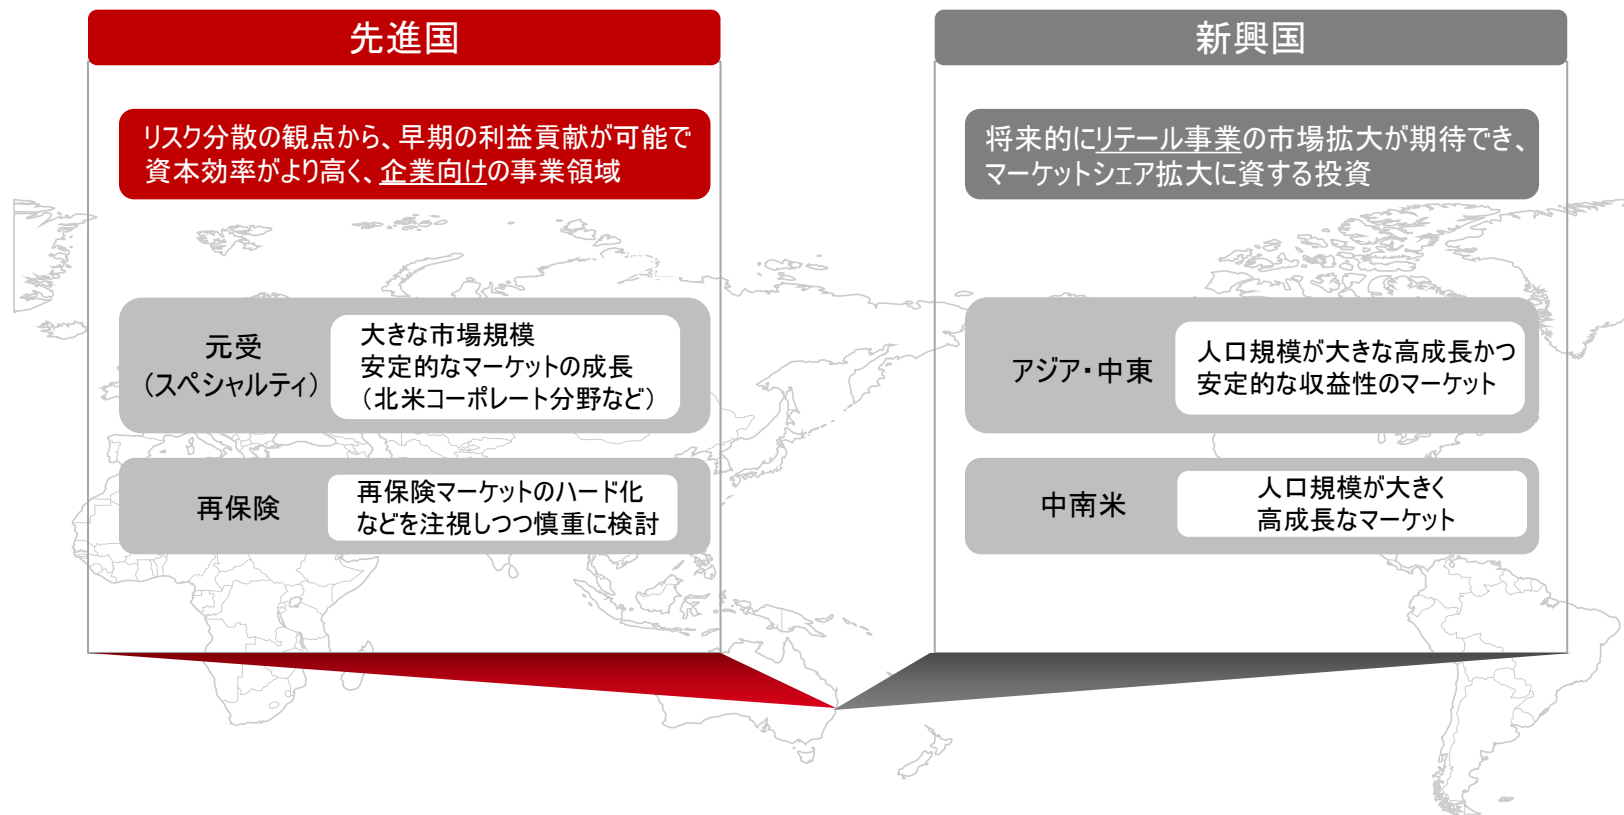 先進国
リスク分散の観点から、早期の利益貢献が可能で
資本効率がより高く、企業向けの事業領域
元受
（スペシャルティ）
大きな市場規模
安定的なマーケットの成長
（北米コーポレート分野など）
再保険
再保険マーケットのハード化
などを注視しつつ慎重に検討
新興国
将来的にリテール事業の市場拡大が期待でき、
マーケットシェア拡大に資する投資
アジア・中東
人口規模が大きな高成長かつ
安定的な収益性のマーケット
中南米
人口規模が大きく
高成長なマーケット